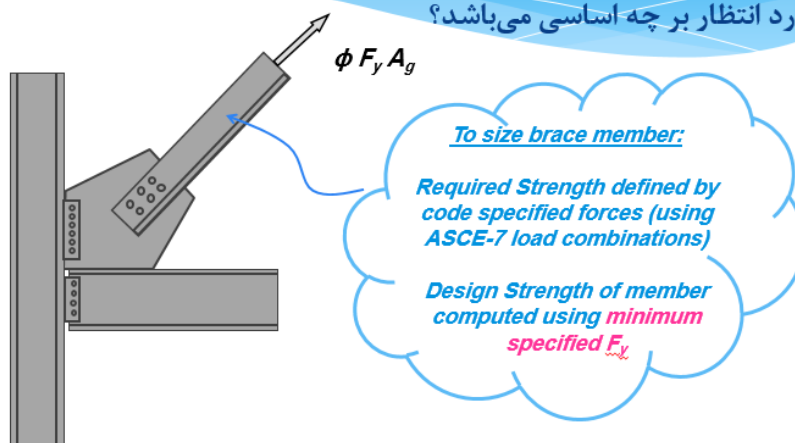 رد انتظار بر چه اساسی می‌باشد؟
ϕ Fy Ag
To size brace member:
Required Strength defined by
code specified forces (using
ASCE-7 load combinations)
Design Strength of member
computed using minimum
specified Fy